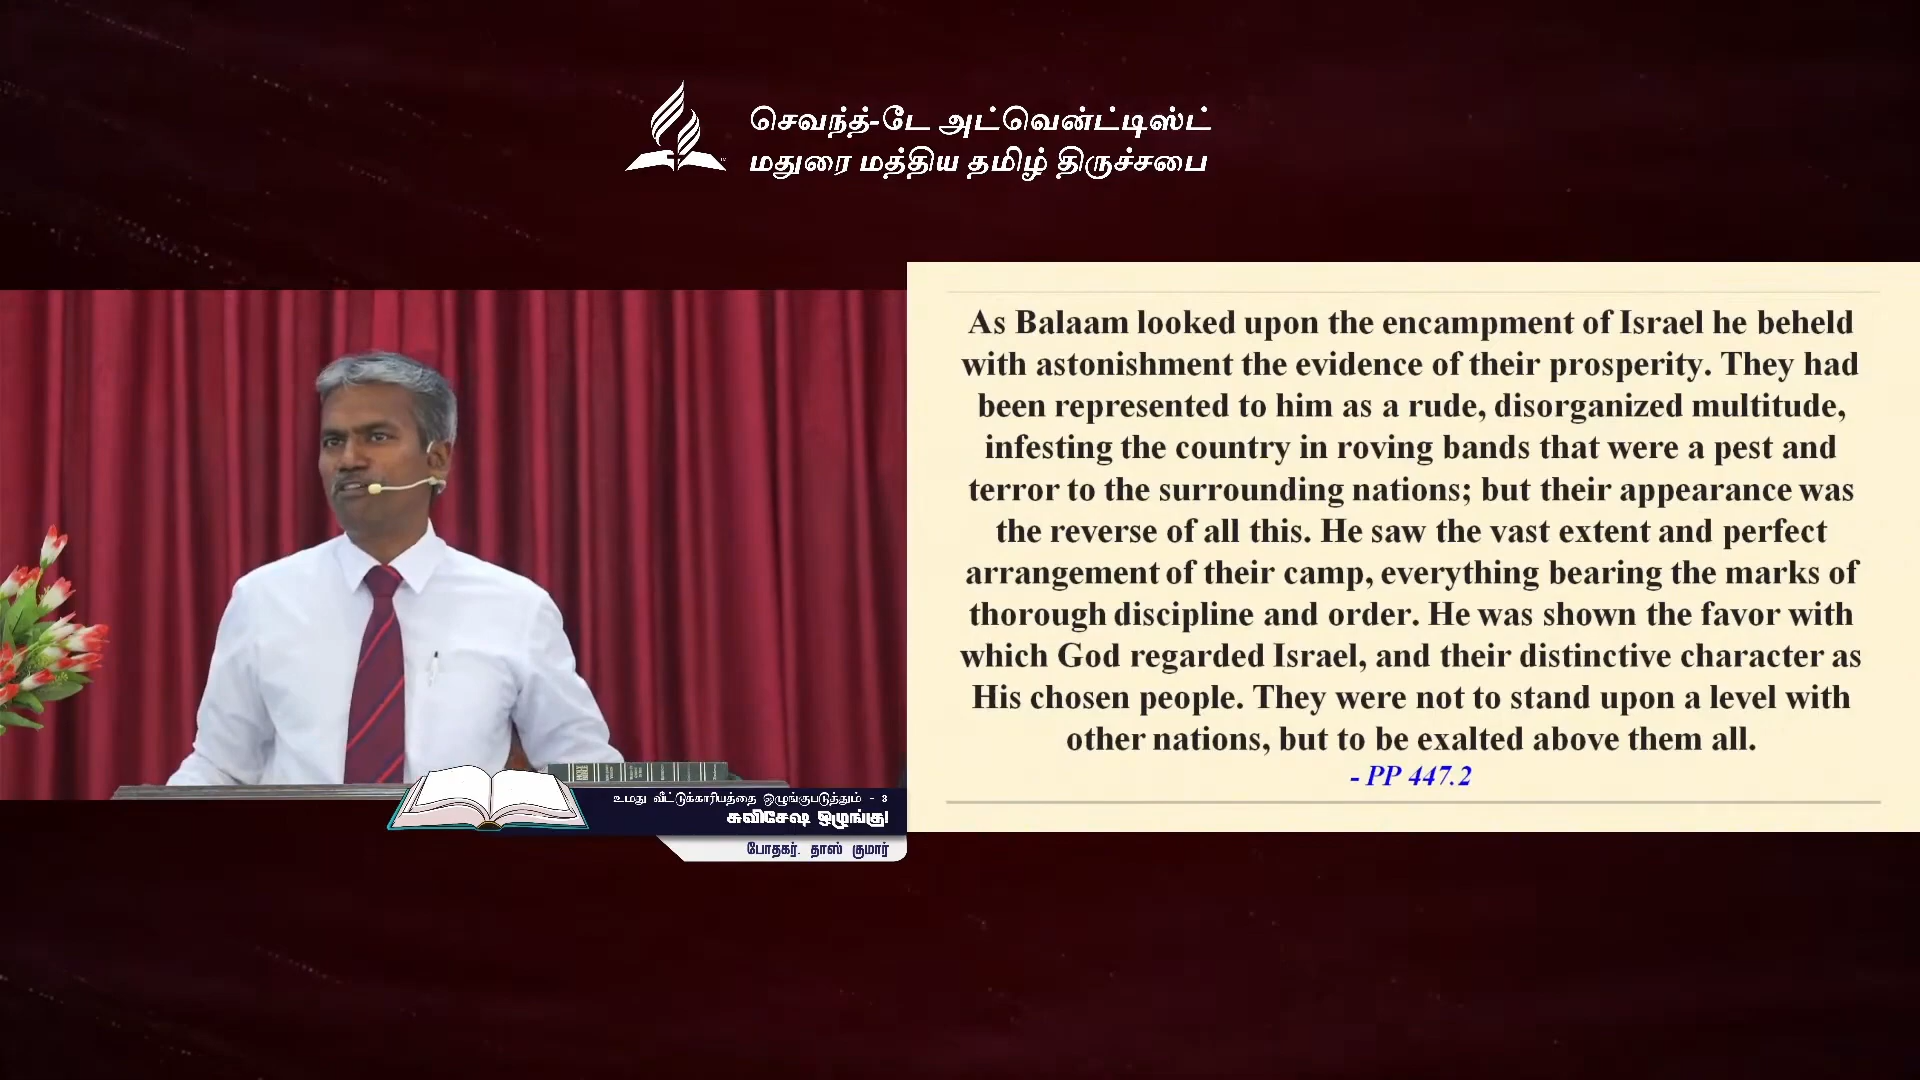 செவந்த்-டே அட்வென்ட்டிஸ்ட்
மதுரை மத்திய தமிழ் திருச்சபை
As Balaam looked upon the encampment of Israel he beheld
with astonishment the evidence of their prosperity. They had
been represented to him as a rude, disorganized multitude,
infesting the country in roving bands that were a pest and
terror to the surrounding nations; but their appearance was
the reverse of all this. He saw the vast extent and perfect
arrangement of their camp, everything bearing the marks of
thorough discipline and order. He was shown the favor with
which God regarded Israel, and their distinctive character as
His chosen people. They were not to stand upon a level with
other nations, but to be exalted above them all.
- PP 447.2
HOLY BIBLE
உமது வீட்டுக்காரியத்தை ஒழுங்குபடுத்தும் - 3
சுவிசேஷ ஒழுங்கு!
போதகர். தாஸ் குமார்